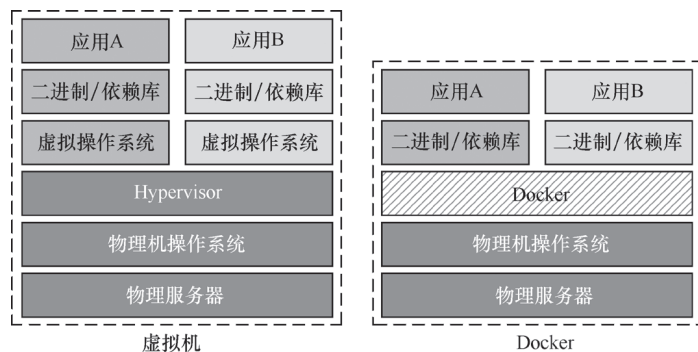 应用A
应用B
二进制/依赖库
二进制/依赖库
虚拟操作系统
虚拟操作系统
Hypervisor
物理机操作系统
物理服务器
虚拟机
应用A
应用B
二进制/依赖库
二进制/依赖库
Docker
物理机操作系统
物理服务器
Docker